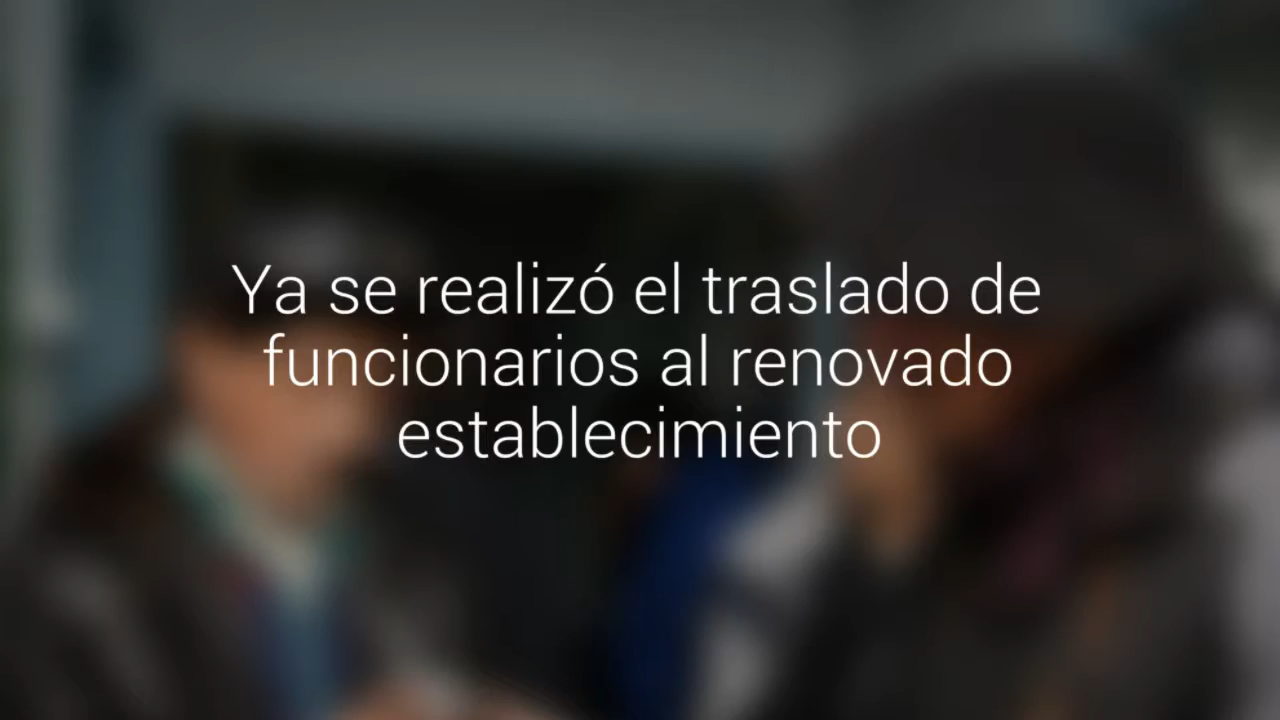 Ya se realizó el traslado de
funcionarios al renovado
establecimiento